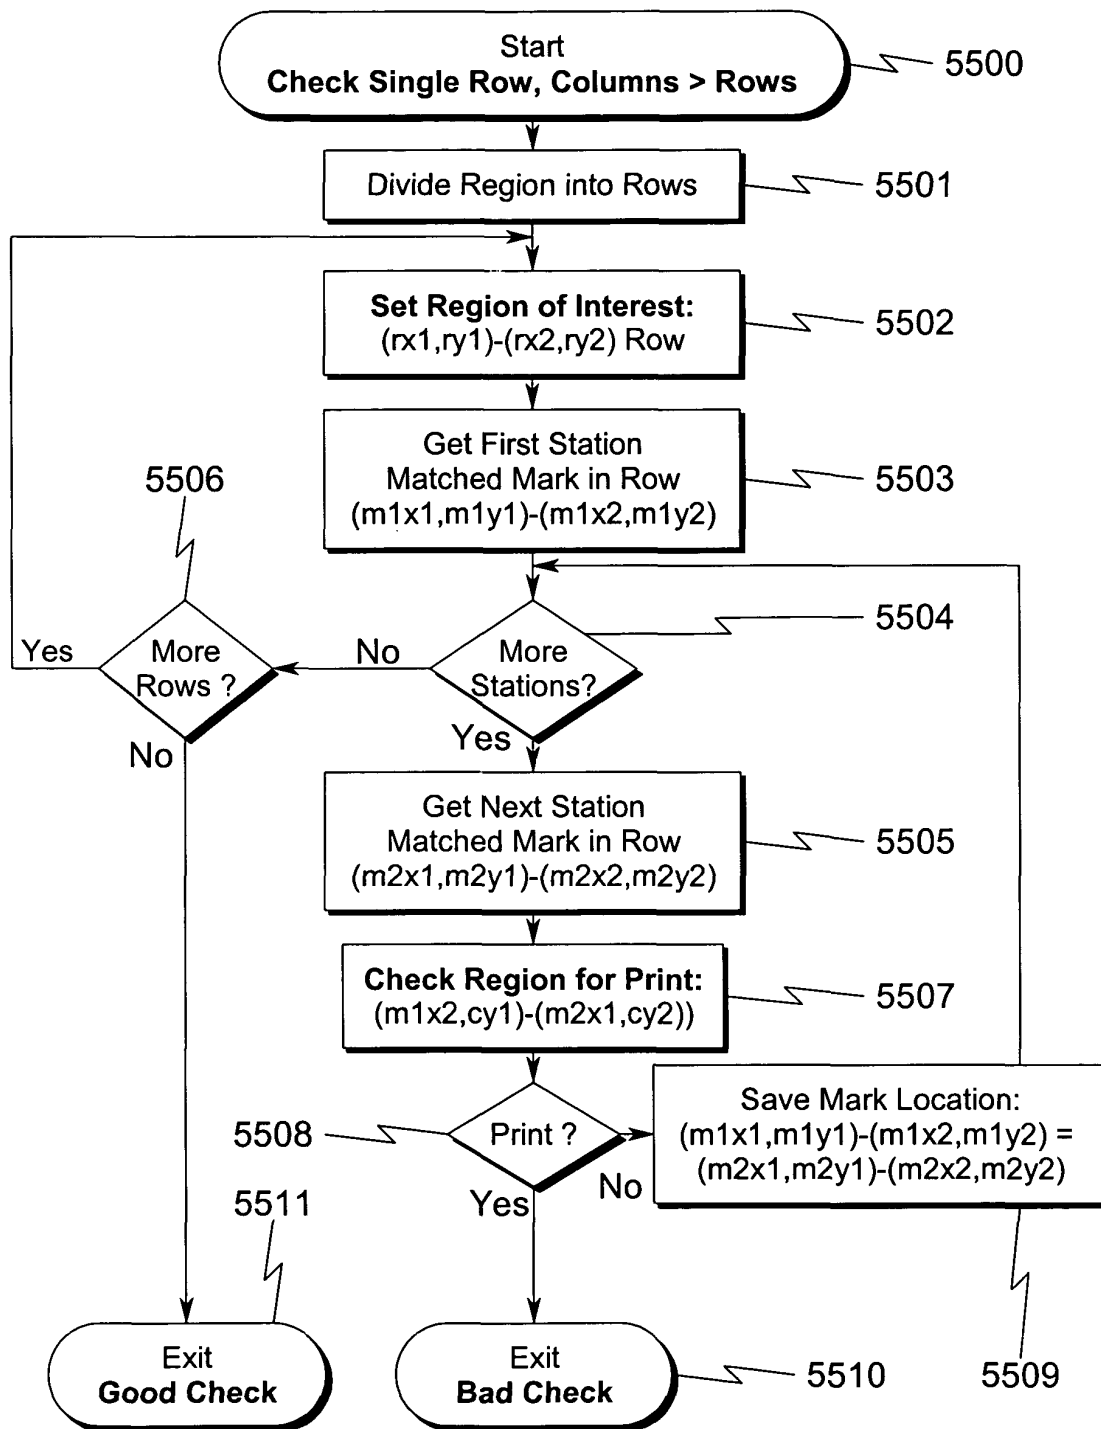 Start
Check Single Row, Columns > Rows
5500
Divide Region into Rows
5501
Set Region of Interest:
(rx1,ry1)-(rx2,ry2) Row
5502
Get First Station
Matched Mark in Row
(m1x1,m1y1)-(m1x2,m1y2)
5503
5506
5504
Yes
More
Rows ?
No
More
Stations?
No
Yes
Get Next Station
Matched Mark in Row
(m2x1,m2y1)-(m2x2,m2y2)
5505
Check Region for Print:
(m1x2,cy1)-(m2x1,cy2))
5507
5508
Print ?
No
Yes
Save Mark Location:
(m1x1,m1y1)-(m1x2,m1y2) =
(m2x1,m2y1)-(m2x2,m2y2)
5511
Exit
Good Check
Exit
Bad Check
5510
5509